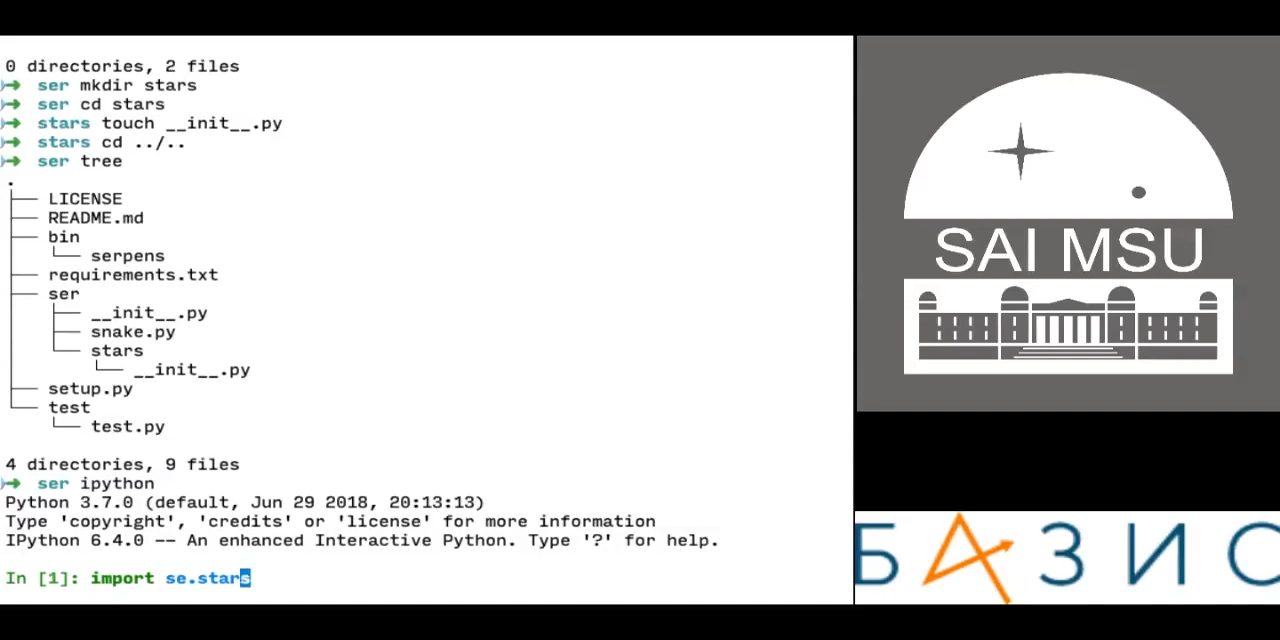 0 directories, 2 files
➜ ser mkdir stars
➜ ser cd stars
➜ stars touch __init__.py
➜ stars cd ../..
➜ ser tree
.
├── LICENSE
├── README.md
├── bin
│   └── serpens
├── requirements.txt
├── ser
│   ├── __init__.py
│   ├── snake.py
│   └── stars
│       └── __init__.py
├── setup.py
└── test
    └── test.py
4 directories, 9 files
➜ ser ipython
Python 3.7.0 (default, Jun 29 2018, 20:13:13)
Type 'copyright', 'credits' or 'license' for more information
IPython 6.4.0 -- An enhanced Interactive Python. Type '?' for help.
In [1]: import se.stars
SAI MSU
БАЗИС